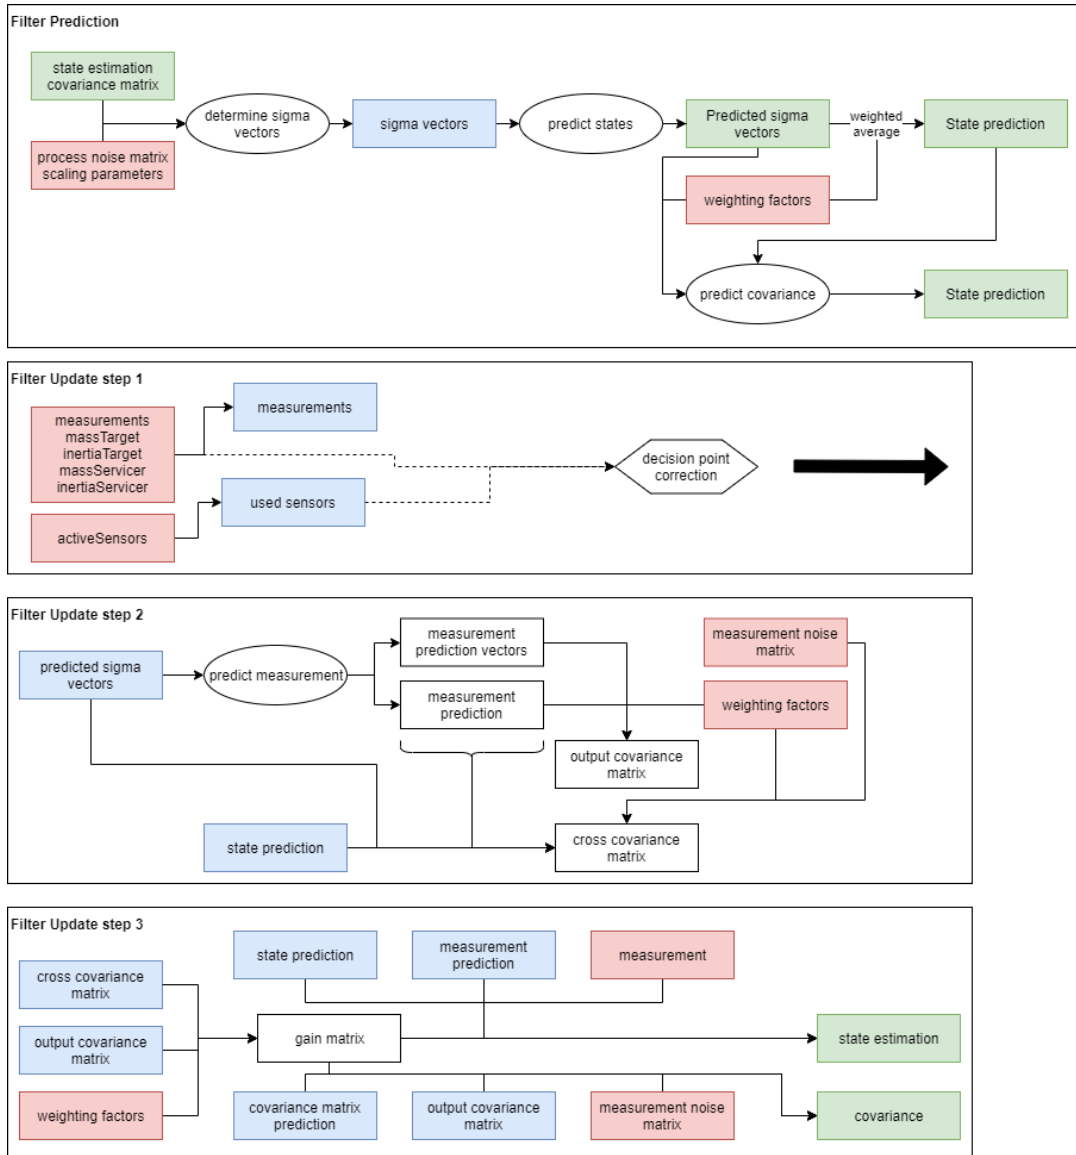 Filter Prediction
state estimation
covariance matrix
process noise matrix
scaling parameters
determine sigma
vectors
sigma vectors
predict states
Predicted sigma
vectors
weighted
average
State prediction
weighting factors
predict covariance
State prediction
Filter Update step 1
measurements
massTarget
inertiaTarget
massServicer
inertiaServicer
measurements
activeSensors
used sensors
decision point
correction
Filter Update step 2
predicted sigma
vectors
predict measurement
measurement
prediction vectors
measurement
prediction
measurement noise
matrix
weighting factors
output covariance
matrix
state prediction
cross covariance
matrix
Filter Update step 3
cross covariance
matrix
output covariance
matrix
weighting factors
state prediction
measurement
prediction
measurement
gain matrix
state estimation
covariance matrix
prediction
output covariance
matrix
measurement noise
matrix
covariance